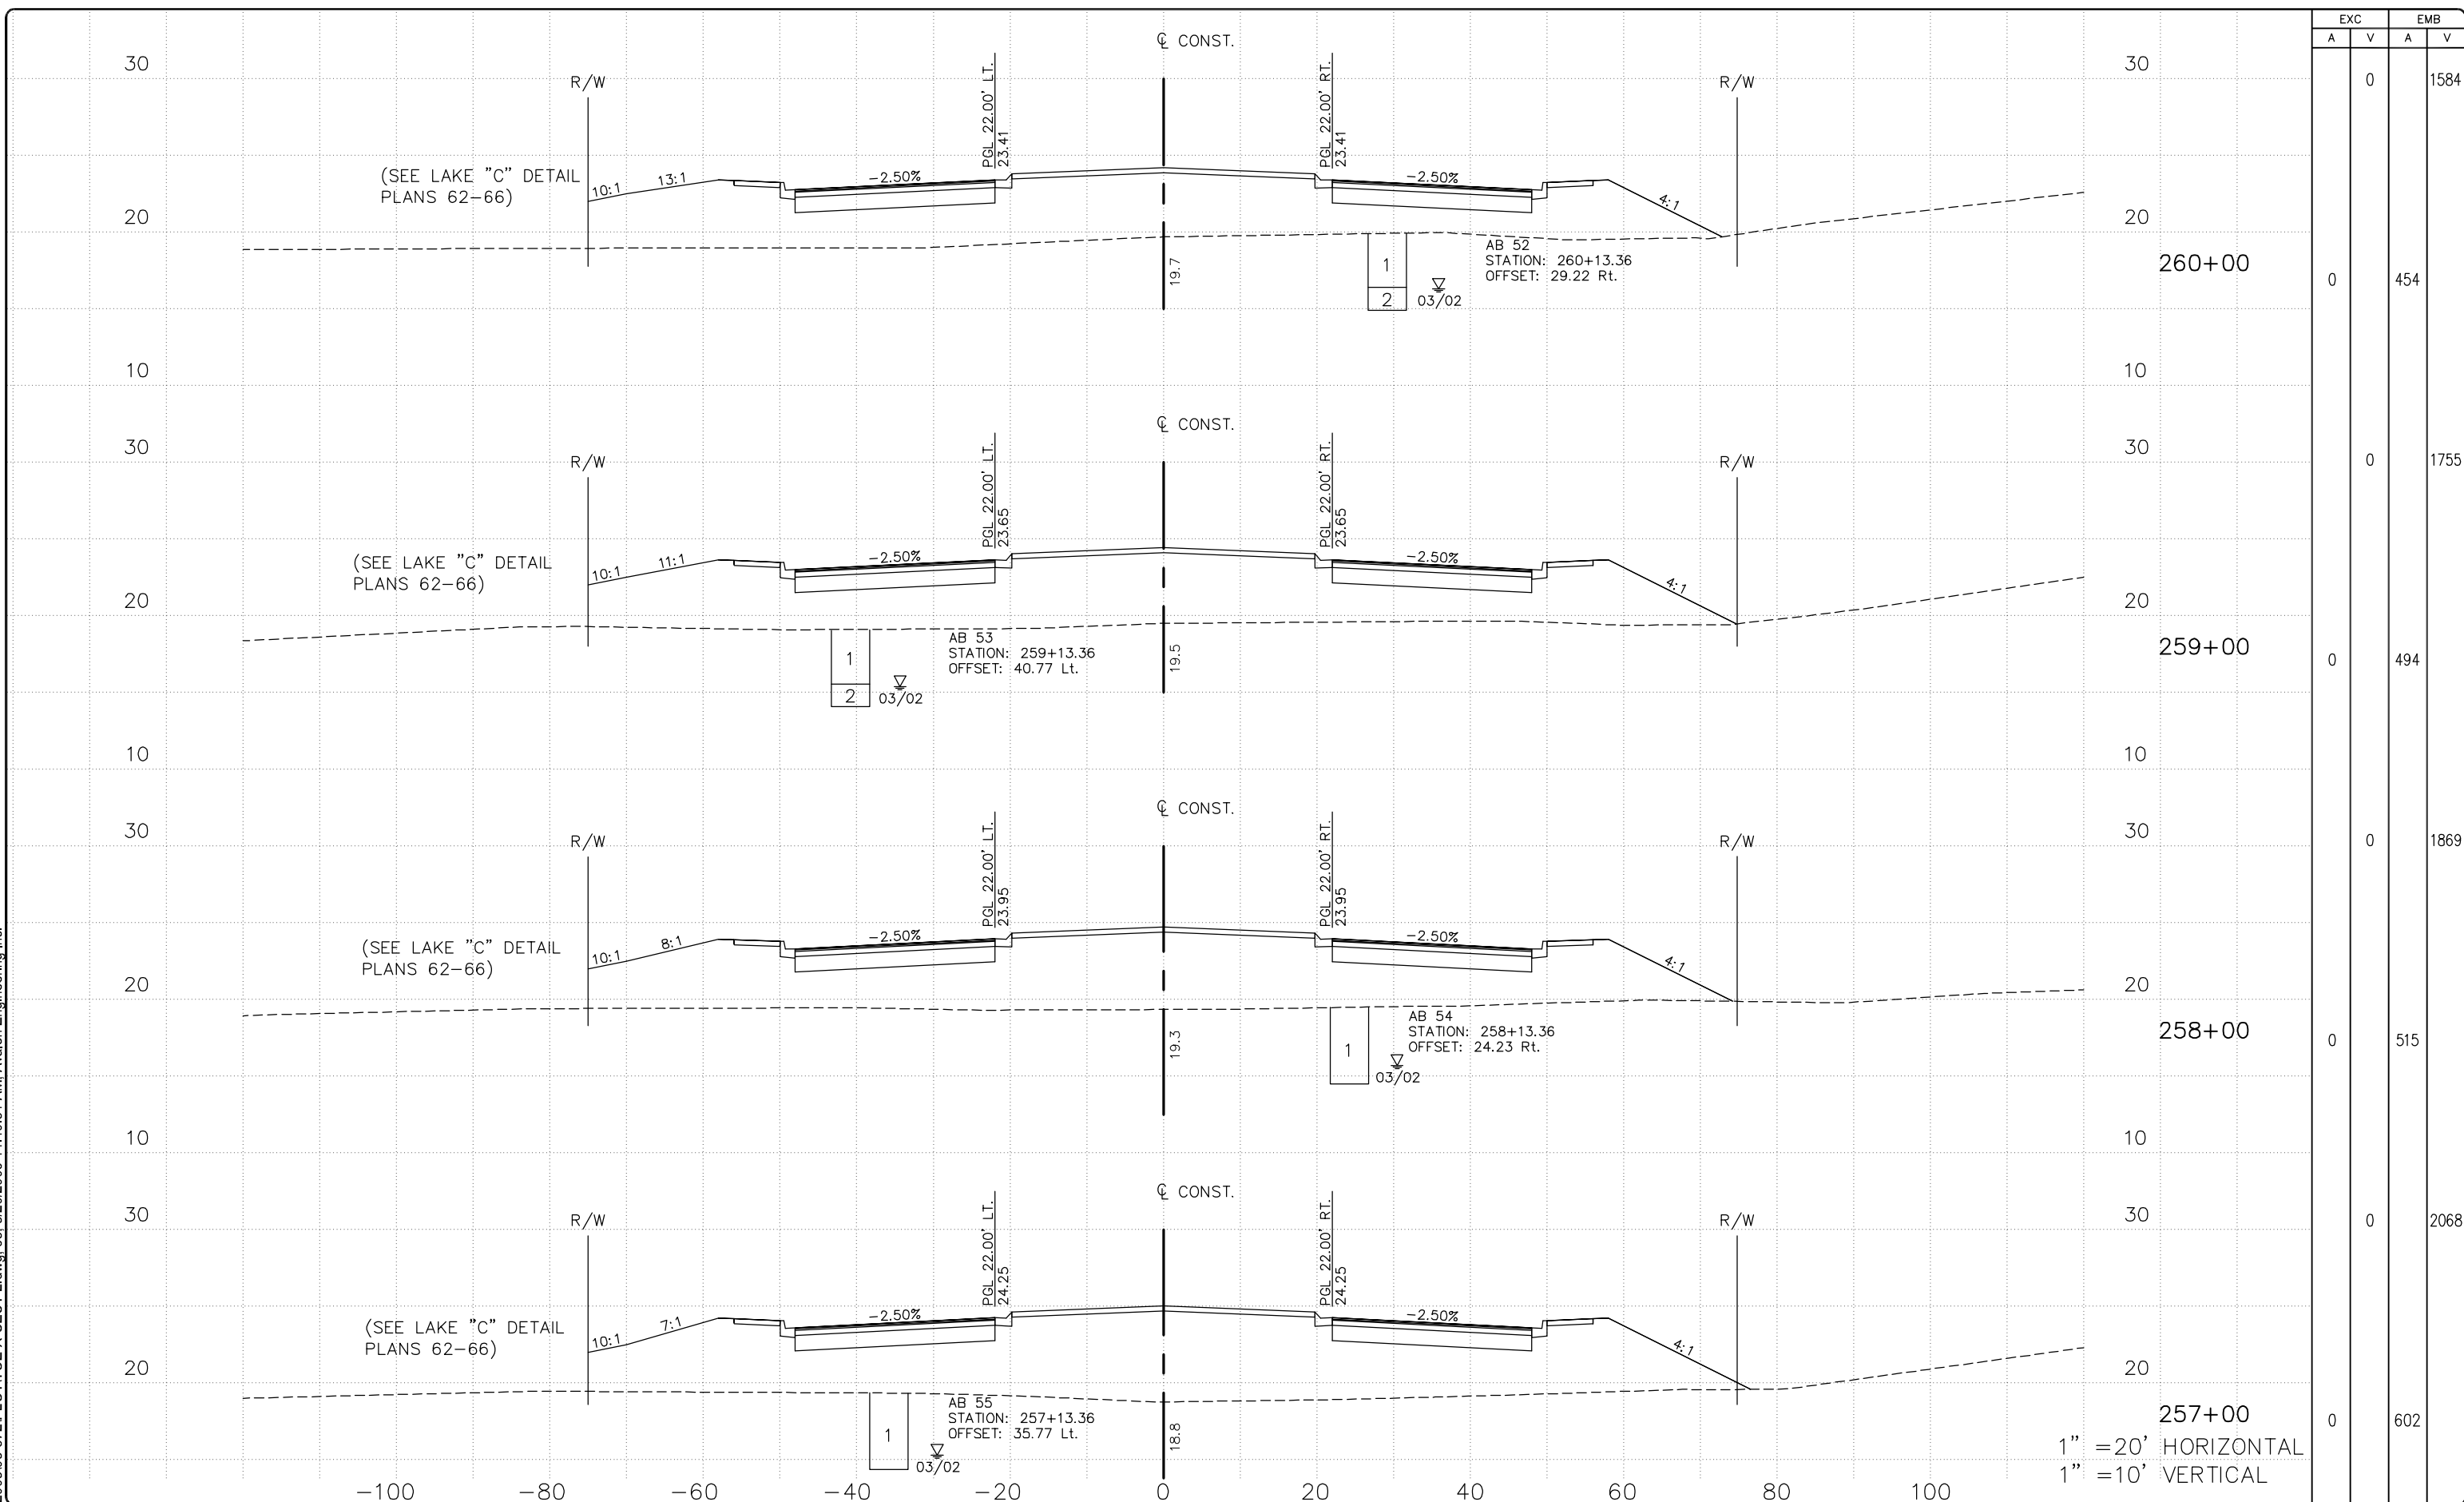 EXC EMB
A V A V
℄ CONST.
30 30
R/W R/W
PGL 22.00' LT.
23.41
PGL 22.00' RT.
23.41
0 1584
(SEE LAKE "C" DETAIL
PLANS 62-66)
10:1 13:1 -2.50% -2.50% 4:1
20 20
AB 52
STATION: 260+13.36
OFFSET: 29.22 Rt.
19.7
1
2
03/02
260+00
0 454
10 10
℄ CONST.
30 30
R/W R/W
PGL 22.00' LT.
23.65
PGL 22.00' RT.
23.65
0 1755
(SEE LAKE "C" DETAIL
PLANS 62-66)
10:1 11:1 -2.50% -2.50% 4:1
20 20
AB 53
STATION: 259+13.36
OFFSET: 40.77 Lt.
19.5
1
2
03/02
259+00
0 494
10 10
℄ CONST.
30 30
R/W R/W
PGL 22.00' LT.
23.95
PGL 22.00' RT.
23.95
0 1869
(SEE LAKE "C" DETAIL
PLANS 62-66)
10:1 8:1 -2.50% -2.50% 4:1
20 20
AB 54
STATION: 258+13.36
OFFSET: 24.23 Rt.
19.3
1
03/02
258+00
0 515
10 10
℄ CONST.
30 30
R/W R/W
PGL 22.00' LT.
24.25
PGL 22.00' RT.
24.25
0 2068
(SEE LAKE "C" DETAIL
PLANS 62-66)
10:1 7:1 -2.50% -2.50% 4:1
20 20
AB 55
STATION: 257+13.36
OFFSET: 35.77 Lt.
18.8
1
03/02
257+00
0 602
1" =20' HORIZONTAL
1" =10' VERTICAL
-100 -80 -60 -40 -20 0 20 40 60 80 100